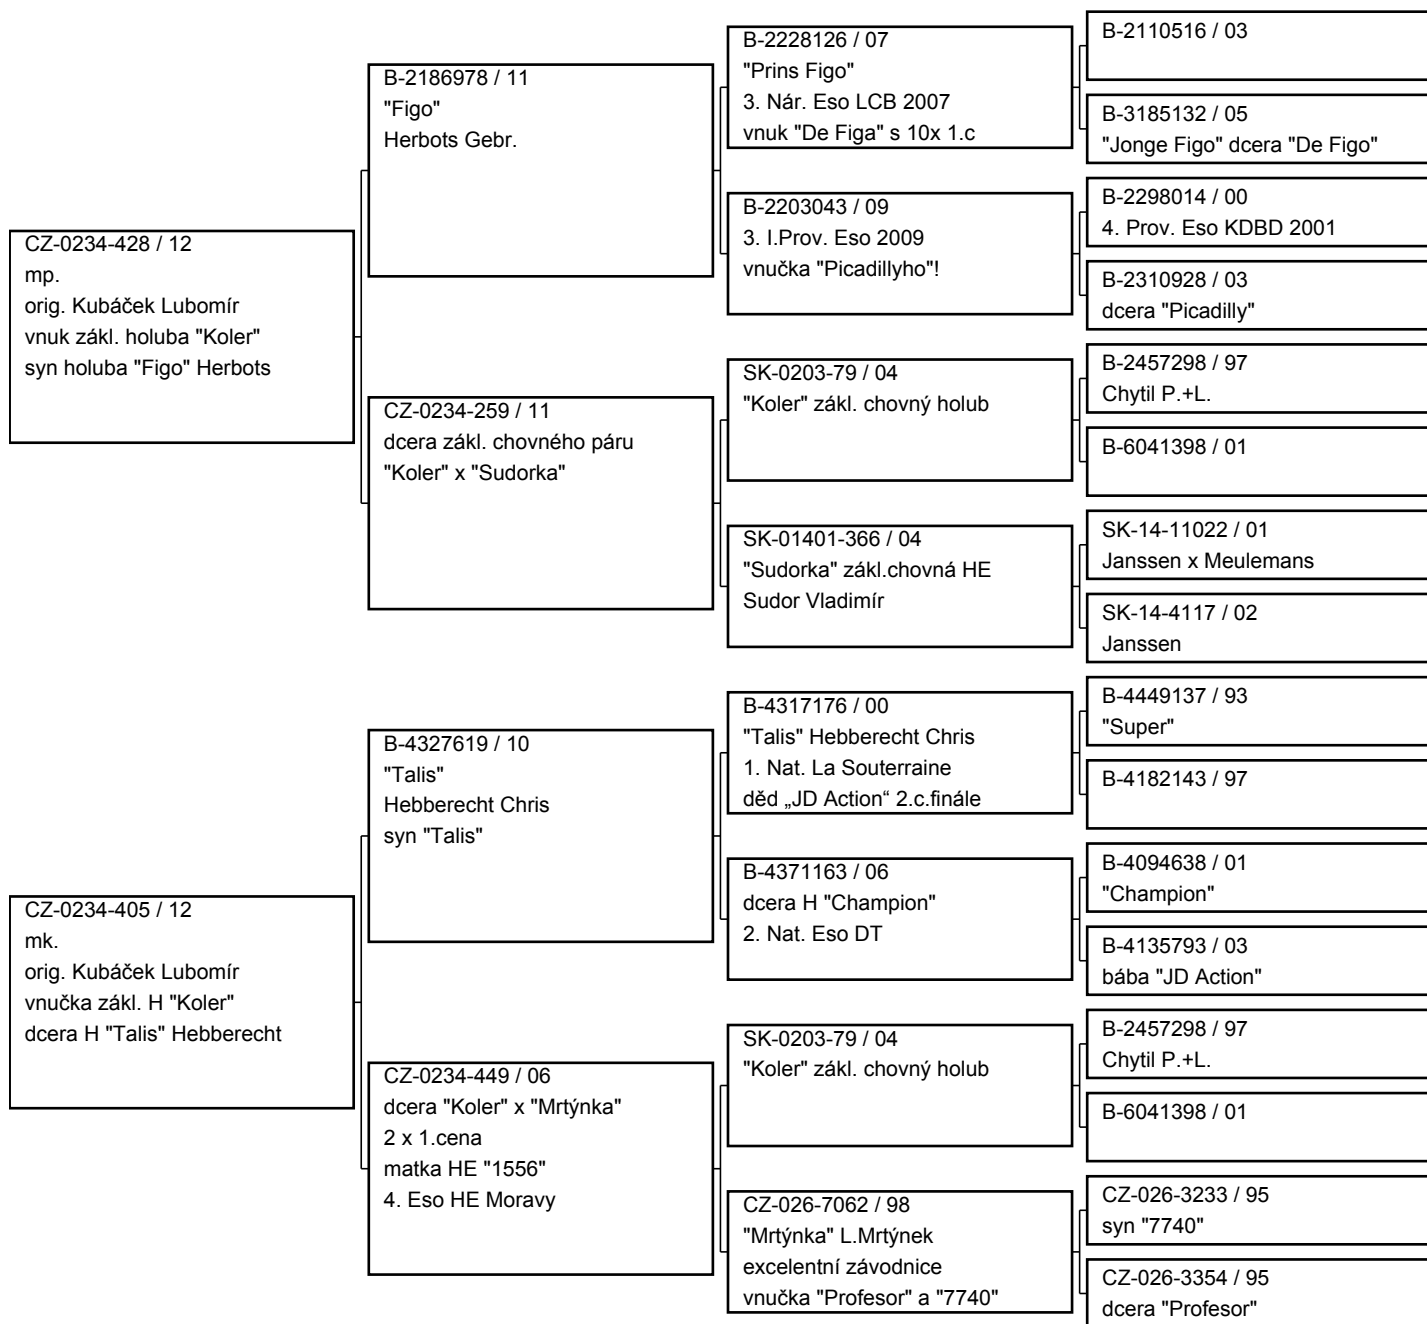 CZ-0234-428 / 12
mp.
orig. Kubáček Lubomír
vnuk zákl. holuba "Koler"
syn holuba "Figo" Herbots
B-2186978 / 11
"Figo"
Herbots Gebr.
B-2228126 / 07
"Prins Figo"
3. Nár. Eso LCB 2007
vnuk "De Figa" s 10x 1.c
B-2110516 / 03
B-3185132 / 05
"Jonge Figo" dcera "De Figo"
B-2203043 / 09
3. I.Prov. Eso 2009
vnučka "Picadillyho"!
B-2298014 / 00
4. Prov. Eso KDBD 2001
B-2310928 / 03
dcera "Picadilly"
CZ-0234-259 / 11
dcera zákl. chovného páru
"Koler" x "Sudorka"
SK-0203-79 / 04
"Koler" zákl. chovný holub
B-2457298 / 97
Chytil P.+L.
B-6041398 / 01
SK-01401-366 / 04
"Sudorka" zákl.chovná HE
Sudor Vladimír
SK-14-11022 / 01
Janssen x Meulemans
SK-14-4117 / 02
Janssen
CZ-0234-405 / 12
mk.
orig. Kubáček Lubomír
vnučka zákl. H "Koler"
dcera H "Talis" Hebberecht
B-4327619 / 10
"Talis"
Hebberecht Chris
syn "Talis"
B-4317176 / 00
"Talis" Hebberecht Chris
1. Nat. La Souterraine
děd „JD Action“ 2.c.finále
B-4449137 / 93
"Super"
B-4182143 / 97
B-4371163 / 06
dcera H "Champion"
2. Nat. Eso DT
B-4094638 / 01
"Champion"
B-4135793 / 03
bába "JD Action"
CZ-0234-449 / 06
dcera "Koler" x "Mrtýnka"
2 x 1.cena
matka HE "1556"
4. Eso HE Moravy
SK-0203-79 / 04
"Koler" zákl. chovný holub
B-2457298 / 97
Chytil P.+L.
B-6041398 / 01
CZ-026-7062 / 98
"Mrtýnka" L.Mrtýnek
excelentní závodnice
vnučka "Profesor" a "7740"
CZ-026-3233 / 95
syn "7740"
CZ-026-3354 / 95
dcera "Profesor"